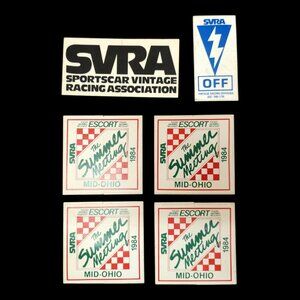 SVRA
SPORTSCAR VINTAGE
RACING ASSOCIATION
SVRA
OFF
ESCORT
SVRA
The
Summer
Meeting
1984
MID-OHIO
ESCORT
SVRA
The
Summer
Meeting
1984
MID-OHIO
ESCORT
SVRA
The
Summer
Meeting
1984
MID-OHIO
ESCORT
SVRA
The
Summer
Meeting
1984
MID-OHIO